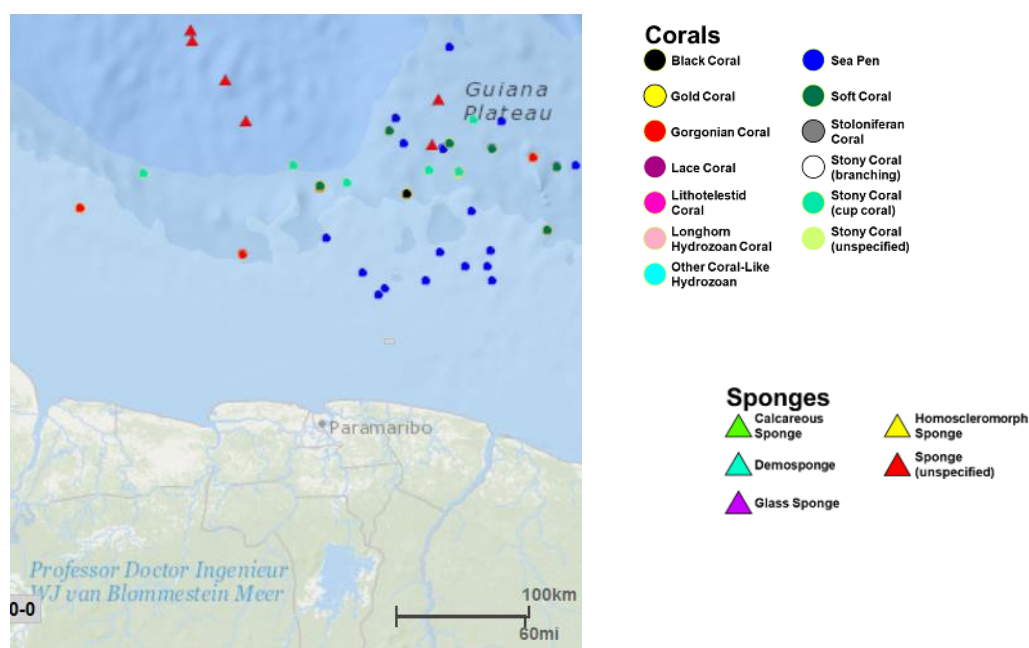 Guiana
Plateau
Paramaribo
Professor Doctor Ingenieur
WJ van Blommestein Meer
0-0
100km
60mi
Corals
Black Coral
Gold Coral
Gorgonian Coral
Lace Coral
Lithotelestid
Coral
Longhorn
Hydrozoan Coral
Other Coral-Like
Hydrozoan
Sea Pen
Soft Coral
Stoloniferan
Coral
Stony Coral
(branching)
Stony Coral
(cup coral)
Stony Coral
(unspecified)
Sponges
Calcareous
Sponge
Demosponge
Glass Sponge
Homoscleromorph
Sponge
Sponge
(unspecified)